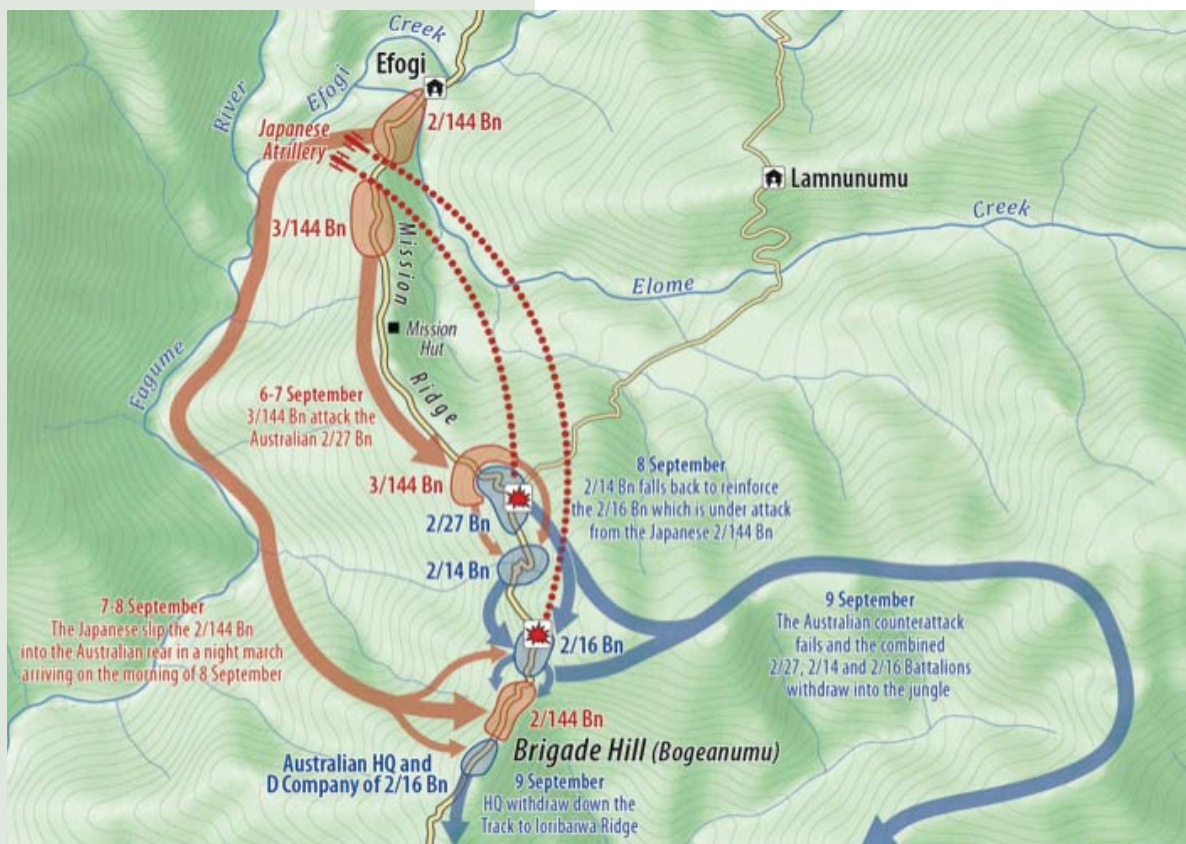 Creek
Efogi
Efogi
River
2/144 Bn
Japanese
Atrillery
Lamnunumu
3/144 Bn
Mission
Creek
Elome
Mission
Hut
Ridge
Fagume
6-7 September
3/144 Bn attack the
Australian 2/27 Bn
3/144 Bn
8 September
2/14 Bn falls back to reinforce
the 2/16 Bn which is under attack
from the Japanese 2/144 Bn
2/27 Bn
2/14 Bn
7-8 September
The Japanese slip the 2/144 Bn
into the Australian rear in a night march
arriving on the morning of 8 September
9 September
The Australian counterattack
fails and the combined
2/27, 2/14 and 2/16 Battalions
withdraw into the jungle
2/16 Bn
2/144 Bn
Brigade Hill (Bogeanumu)
Australian HQ and
D Company of 2/16 Bn
9 September
HQ withdraw down the
Track to Ioribarwa Ridge